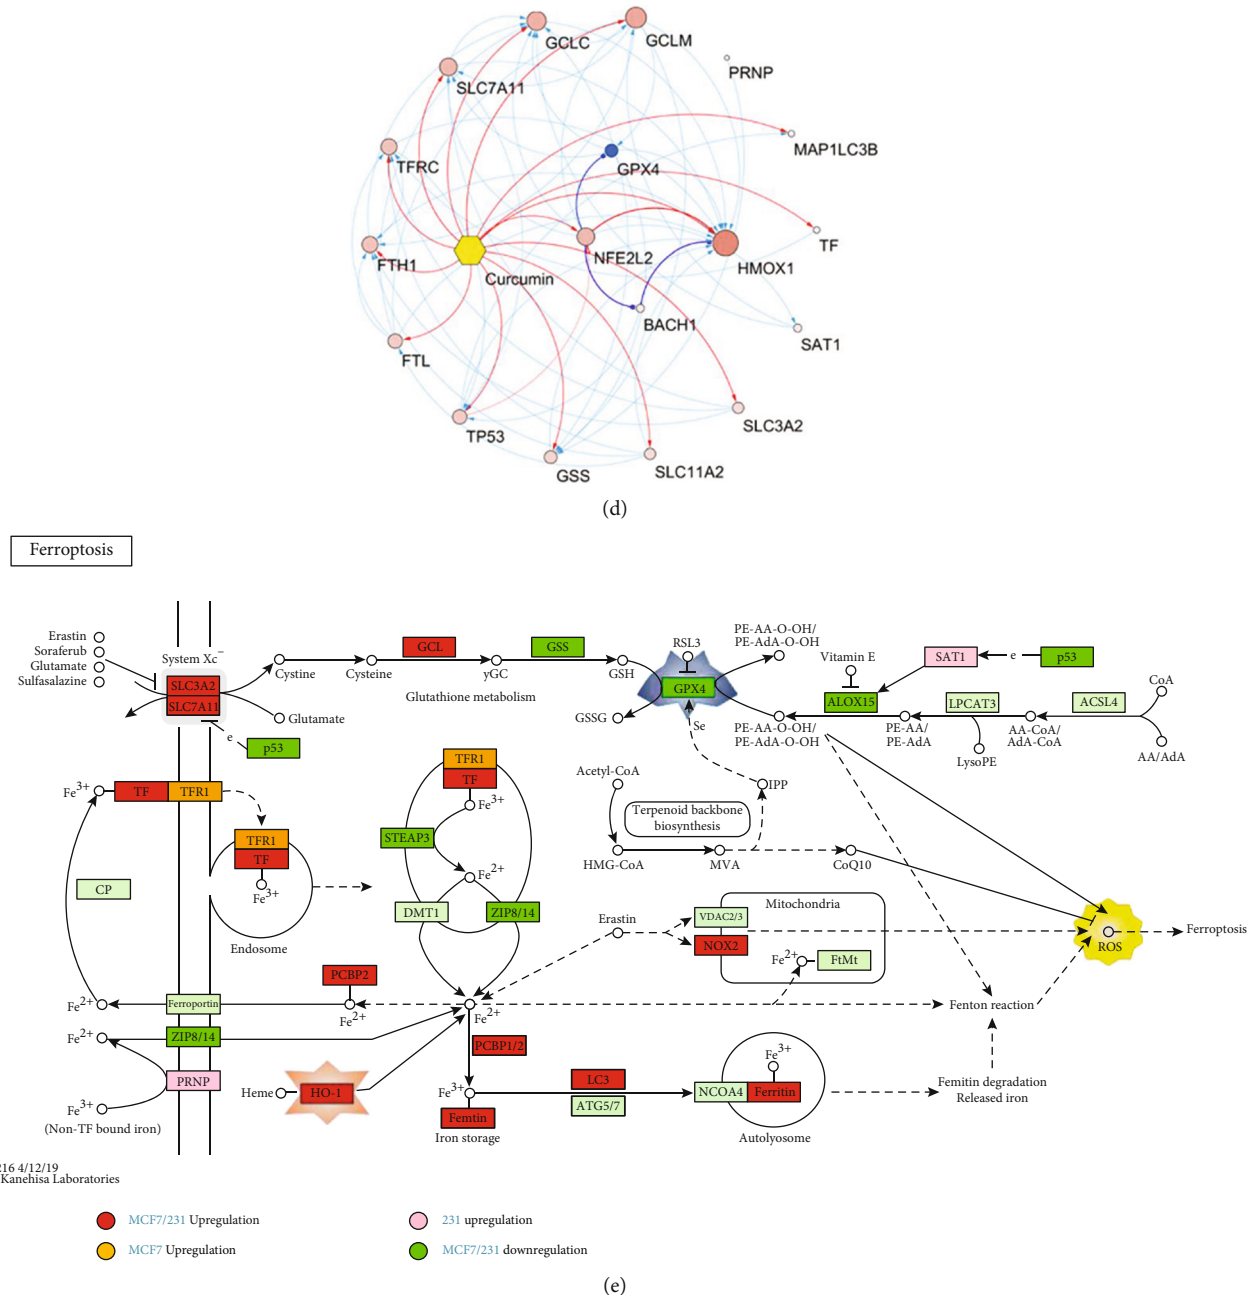 GCLC
GCLM
PRNP
SLC7A11
MAP1LC3B
TFRC
GPX4
TF
NFE2L2
HMOX1
FTH1
Curcumin
BACH1
SAT1
FTL
SLC3A2
TP53
GSS
SLC11A2
(d)
Ferroptosis
Erastin
Soraferub
Glutamate
Sulfasalazine
System Xc−
SLC3A2
SLC7A11
Cystine
Cysteine
GCL
γGC
GSS
GSH
Glutathione metabolism
Glutamate
e
p53
RSL3
GPX4
GSSG
Se
PE-AA-O-OH/
PE-AdA-O-OH
PE-AA-O-OH/
PE-AdA-O-OH
Vitamin E
ALOX15
SAT1
e
p53
PE-AA/
PE-AdA
LPCAT3
LysoPE
AA-CoA/
AdA-CoA
ACSL4
CoA
AA/AdA
Fe3+
TF
TFR1
TFR1
TF
Fe3+
Endosome
CP
TFR1
TF
Fe3+
STEAP3
Fe2+
DMT1
ZIP8/14
Acetyl-CoA
Terpenoid backbone
biosynthesis
IPP
HMG-CoA
MVA
CoQ10
Erastin
VDAC2/3
NOX2
Mitochondria
Fe2+
FtMt
ROS
Ferroptosis
Fe2+
Ferroportin
PCBP2
Fe2+
Fe2+
Fenton reaction
Fe2+
ZIP8/14
PRNP
Fe3+
(Non-TF bound iron)
Heme
HO-1
PCBP1/2
Fe3+
Femtin
Iron storage
LC3
ATG5/7
Fe3+
NCOA4
Ferritin
Autolyosome
Femitin degradation
Released iron
216 4/12/19
Kanehisa Laboratories
MCF7/231 Upregulation
231 upregulation
MCF7 Upregulation
MCF7/231 downregulation
(e)